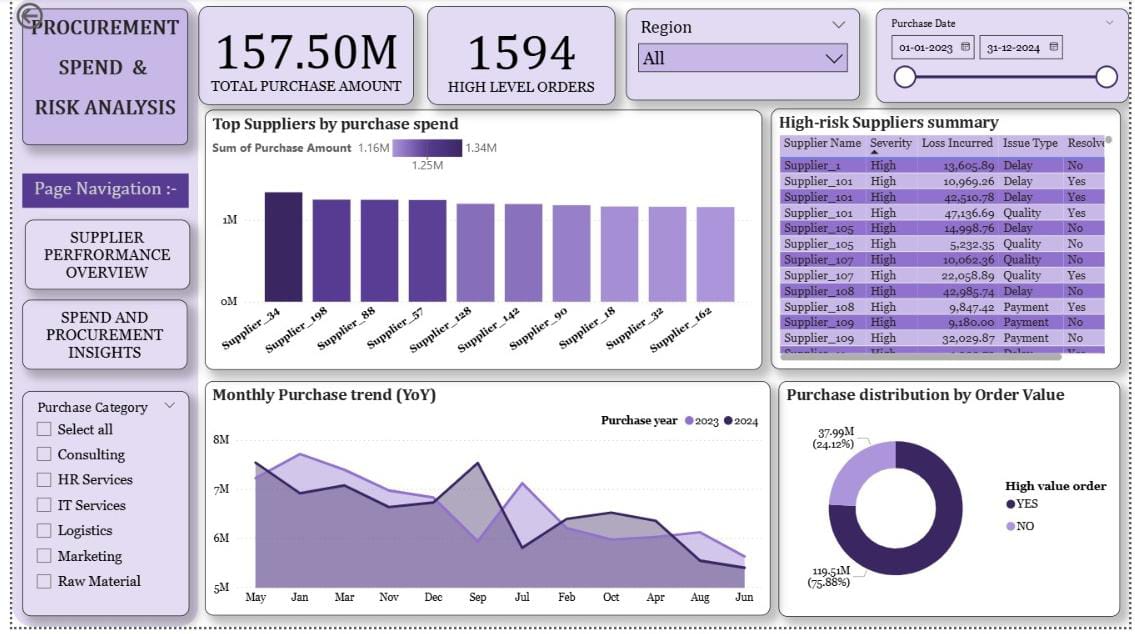 PROCUREMENT
SPEND &
RISK ANALYSIS
157.50M
TOTAL PURCHASE AMOUNT
1594
HIGH LEVEL ORDERS
Region
All
Purchase Date
01-01-2023
31-12-2024
Page Navigation :-
SUPPLIER
PERFRORMANCE
OVERVIEW
SPEND AND
PROCUREMENT
INSIGHTS
Purchase Category
Select all
Consulting
HR Services
IT Services
Logistics
Marketing
Raw Material
Top Suppliers by purchase spend
Sum of Purchase Amount 1.16M 1.34M
1.25M
1M
0M
Supplier_34
Supplier_198
Supplier_88
Supplier_57
Supplier_128
Supplier_142
Supplier_90
Supplier_18
Supplier_32
Supplier_162
High-risk Suppliers summary
Supplier Name Severity Loss Incurred Issue Type Resolve
Supplier_1 High 13,605.89 Delay No
Supplier_101 High 10,969.26 Delay Yes
Supplier_101 High 42,510.78 Delay Yes
Supplier_101 High 47,136.69 Quality Yes
Supplier_105 High 14,998.76 Delay No
Supplier_105 High 5,232.35 Quality No
Supplier_107 High 10,062.36 Quality No
Supplier_107 High 22,058.89 Quality Yes
Supplier_108 High 42,985.74 Delay No
Supplier_108 High 9,847.42 Payment Yes
Supplier_109 High 9,180.00 Payment No
Supplier_109 High 32,029.87 Payment No
Monthly Purchase trend (YoY)
Purchase year 2023 2024
8M
7M
6M
5M
May Jan Mar Nov Dec Sep Jul Feb Oct Apr Aug Jun
Purchase distribution by Order Value
37.99M
(24.12%)
119.51M
(75.88%)
High value order
YES
NO